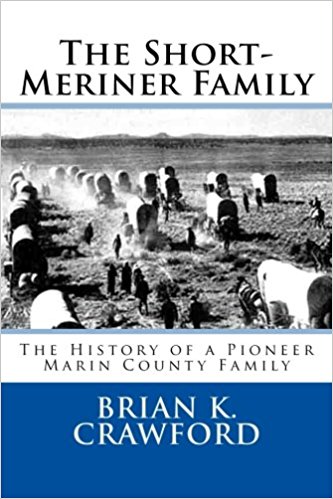 The Short-
Meriner Family
The History of a Pioneer
Marin County Family
Brian K.
Crawford